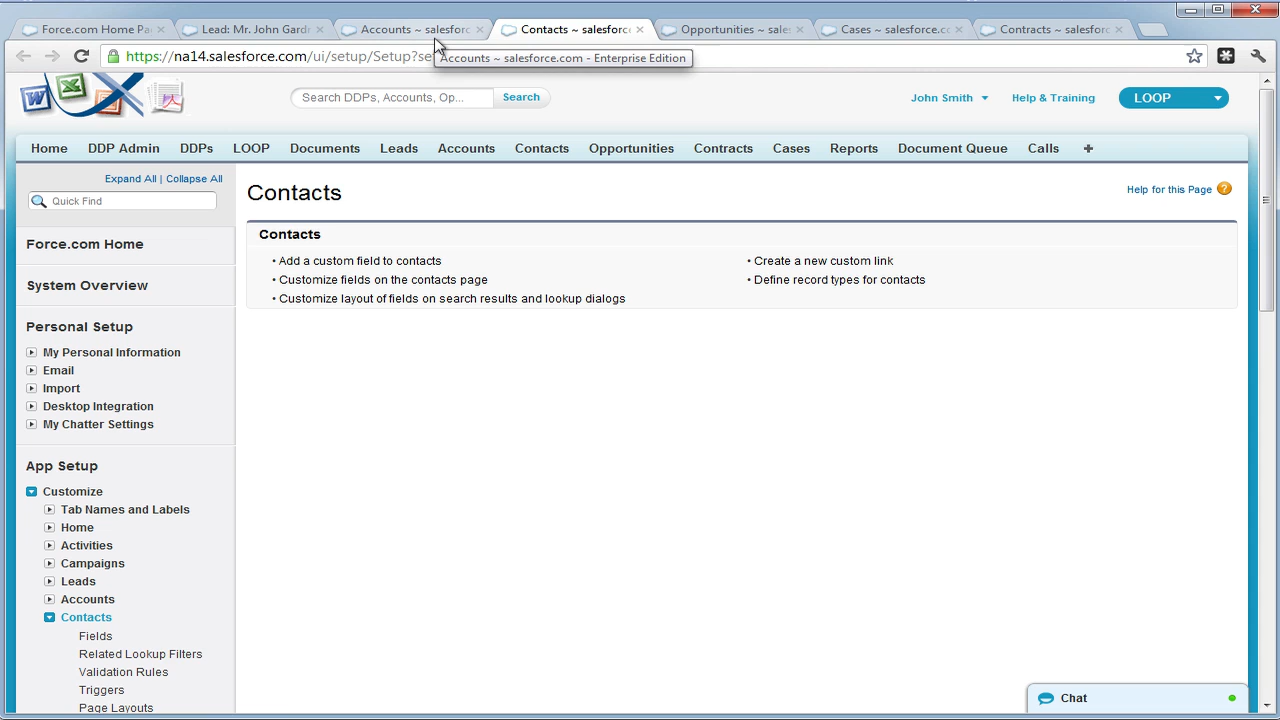 Force.com Home Pa
Lead: Mr. John Gardn
Accounts ~ salesforc
Contacts ~ salesforc
Opportunities ~ sales
Cases ~ salesforce.c
Contracts ~ salesforc
https://na14.salesforce.com/ui/setup/Setup?se
Accounts ~ salesforce.com - Enterprise Edition
W X
Search DDPs, Accounts, Op...
Search
John Smith
Help & Training
LOOP
Home DDP Admin DDPs LOOP Documents Leads Accounts Contacts Opportunities Contracts Cases Reports Document Queue Calls +
Expand All | Collapse All
Quick Find
Force.com Home
System Overview
Personal Setup
My Personal Information
Email
Import
Desktop Integration
My Chatter Settings
App Setup
Customize
Tab Names and Labels
Home
Activities
Campaigns
Leads
Accounts
Contacts
Fields
Related Lookup Filters
Validation Rules
Triggers
Page Layouts
Contacts
Help for this Page ?
Contacts
• Add a custom field to contacts
• Customize fields on the contacts page
• Customize layout of fields on search results and lookup dialogs
• Create a new custom link
• Define record types for contacts
Chat